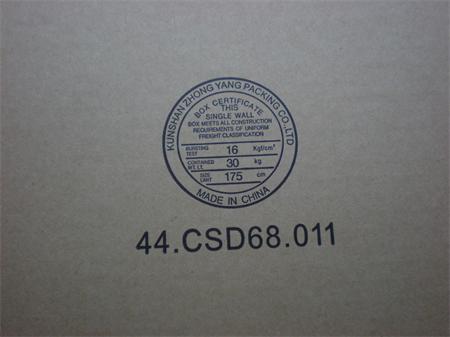 KUNSHAN ZHONG YANG PACKING CO.,LTD
BOX CERTIFICATE
THIS
SINGLE WALL
BOX MEETS ALL CONSTRUCTION
REQUIREMENTS OF UNIFORM
FREIGHT CLASSIFICATION
BURSTING TEST 16 Kgf/cm²
CONTAINED WT. LT. 30 kg
SIZE LIMIT 175 cm
MADE IN CHINA
44.CSD68.011